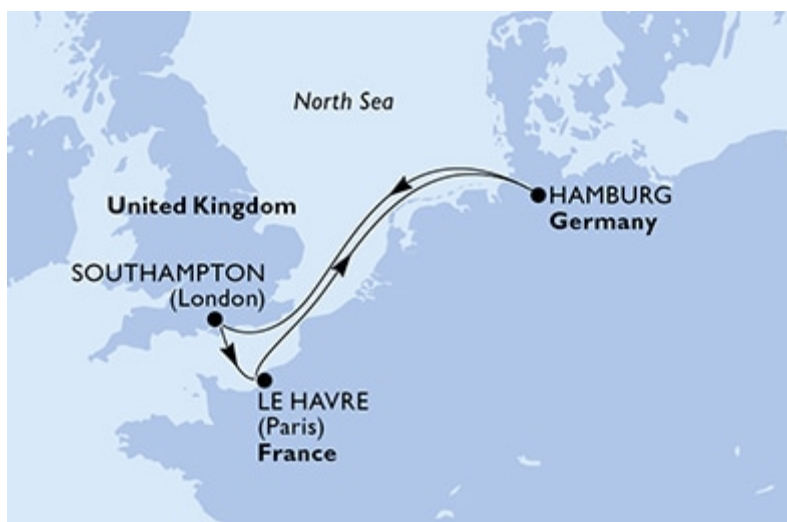 North Sea
HAMBURG
Germany
United Kingdom
SOUTHAMPTON
(London)
LE HAVRE
(Paris)
France